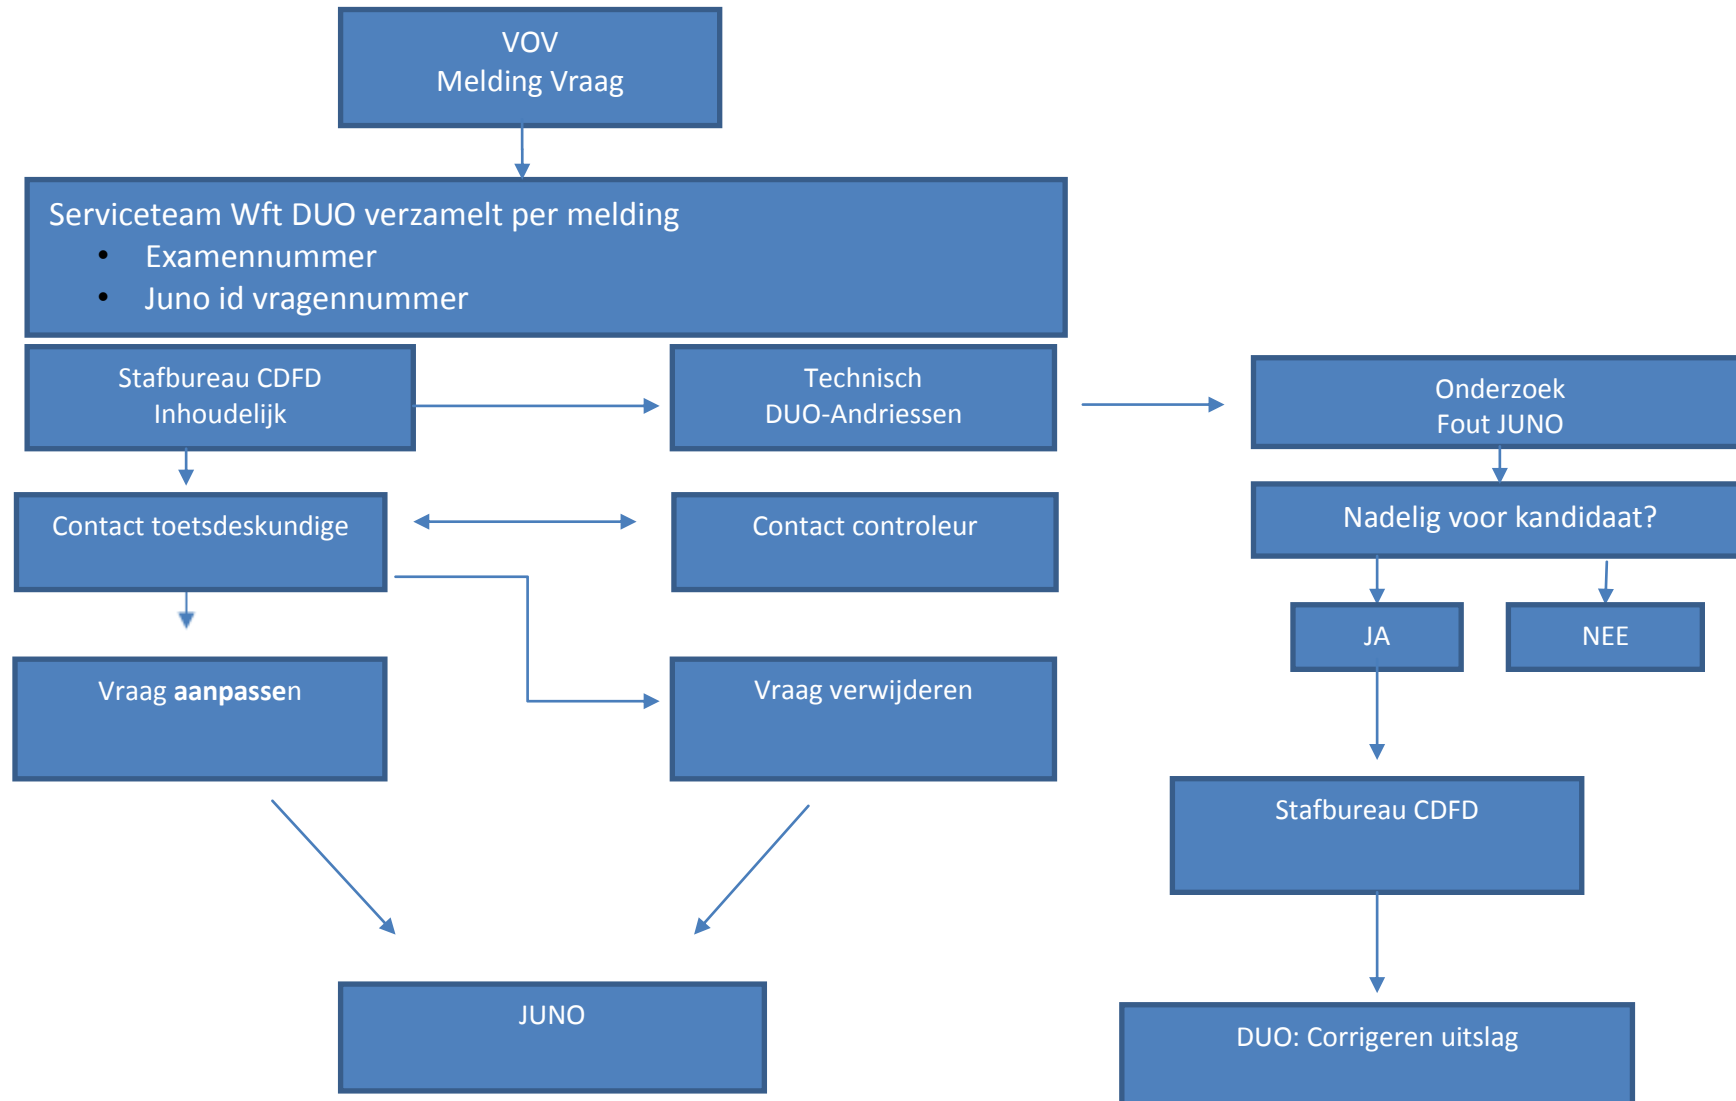 VOV
Melding Vraag
Serviceteam Wft DUO verzamelt per melding
• Examennummer
• Juno id vragennummer
Stafbureau CDFD
Inhoudelijk
Technisch
DUO-Andriessen
Onderzoek
Fout JUNO
Contact toetsdeskundige
Contact controleur
Nadelig voor kandidaat?
JA
NEE
Vraag aanpassen
Vraag verwijderen
Stafbureau CDFD
JUNO
DUO: Corrigeren uitslag